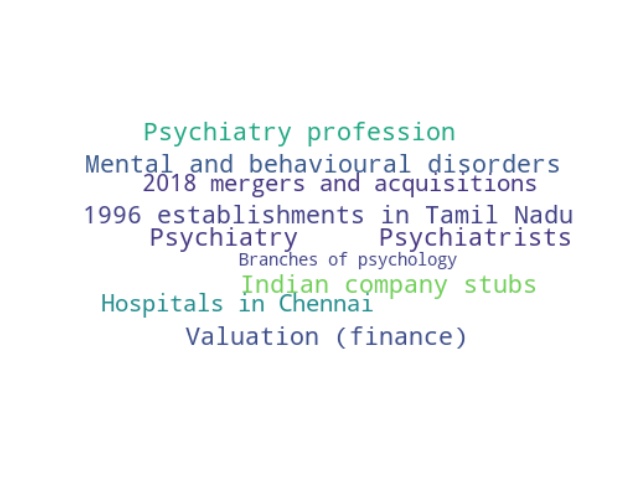 Psychiatry profession
Mental and behavioural disorders
2018 mergers and acquisitions
1996 establishments in Tamil Nadu
Psychiatry Psychiatrists
Branches of psychology
Indian company stubs
Hospitals in Chennai
Valuation (finance)